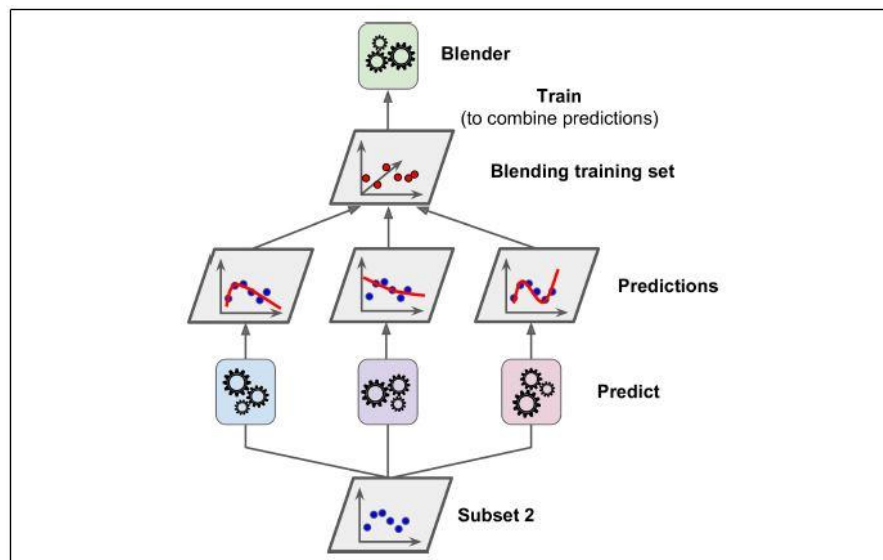 Blender
Train
(to combine predictions)
Blending training set
Predictions
Predict
Subset 2